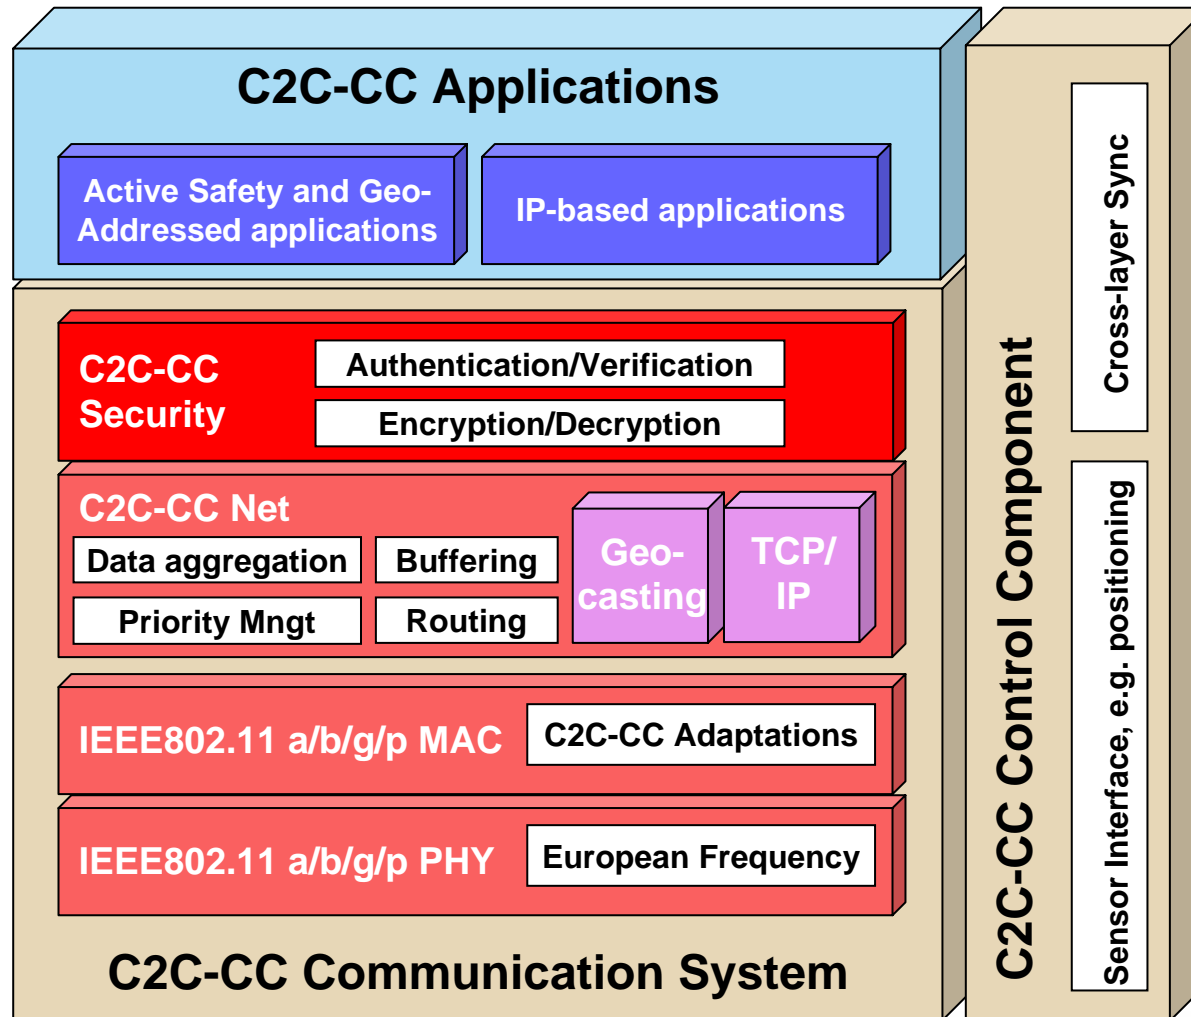 C2C-CC Applications
Active Safety and Geo-
Addressed applications
IP-based applications
C2C-CC
Security
Authentication/Verification
Encryption/Decryption
C2C-CC Net
Data aggregation
Buffering
Priority Mngt
Routing
Geo-
casting
TCP/
IP
IEEE802.11 a/b/g/p MAC
C2C-CC Adaptations
IEEE802.11 a/b/g/p PHY
European Frequency
C2C-CC Communication System
C2C-CC Control Component
Cross-layer Sync
Sensor Interface, e.g. positioning